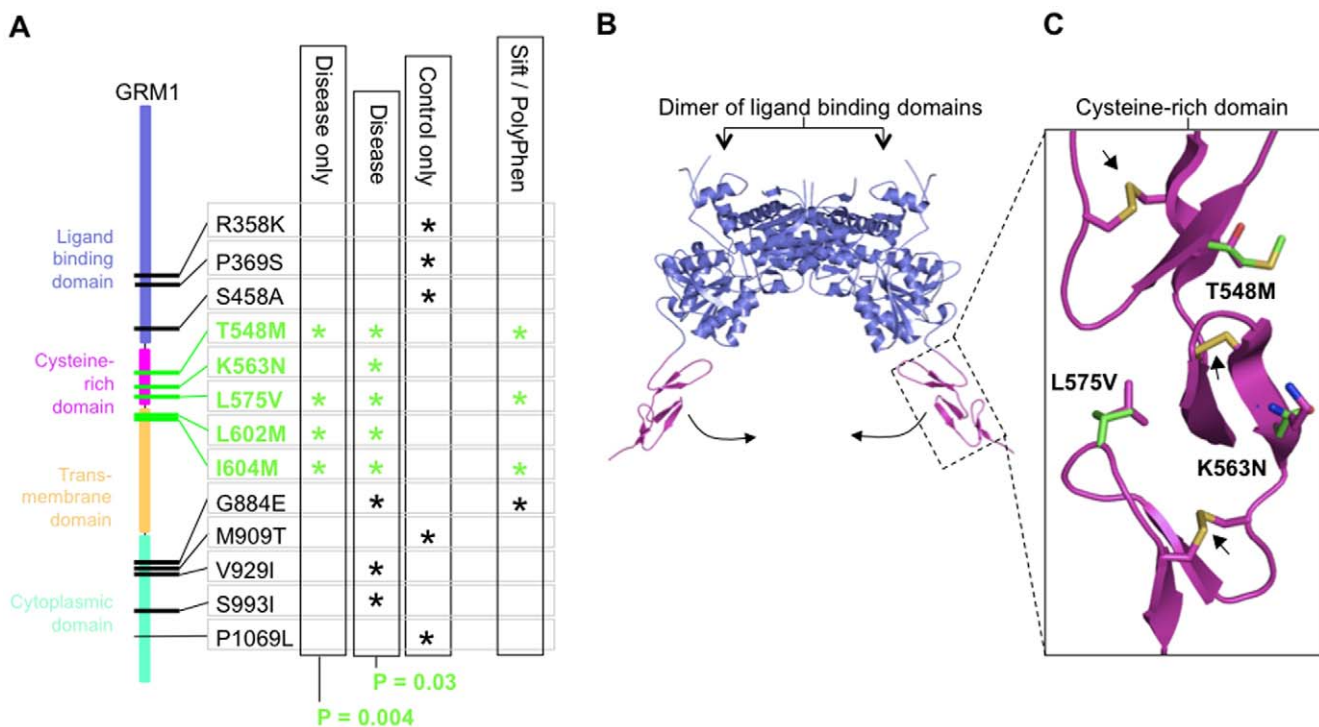 A
GRM1
Disease only
Disease
Control only
Sift / PolyPhen
Ligand
binding
domain
Cysteine-
rich
domain
Trans-
membrane
domain
Cytoplasmic
domain
R358K *
P369S *
S458A *
T548M * * *
K563N *
L575V * * *
L602M * *
I604M * * *
G884E * *
M909T *
V929I *
S993I *
P1069L *
P = 0.03
P = 0.004
B
Dimer of ligand binding domains
C
Cysteine-rich domain
T548M
L575V
K563N